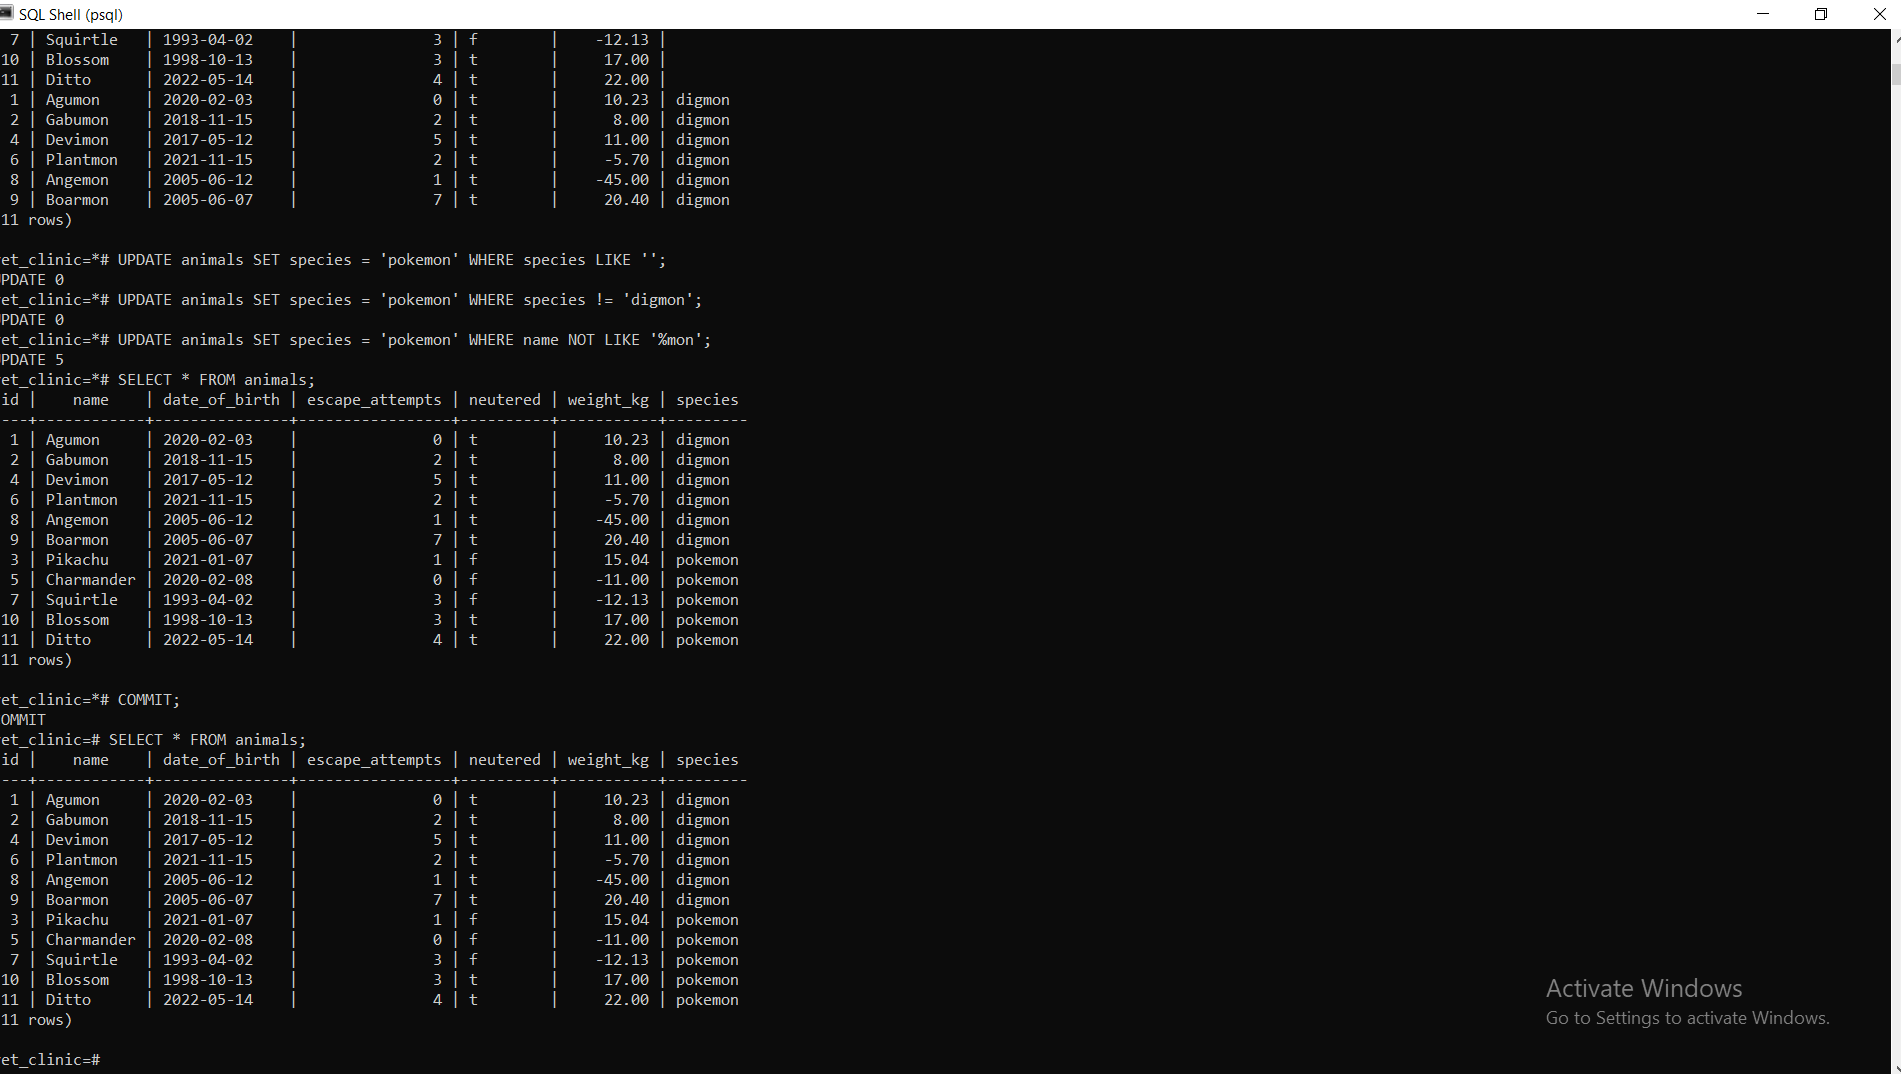 SQL Shell (psql)
7 | Squirtle   | 1993-04-02    |               3 | f        |    -12.13 |
10 | Blossom    | 1998-10-13    |               3 | t        |     17.00 |
11 | Ditto      | 2022-05-14    |               4 | t        |     22.00 |
1 | Agumon     | 2020-02-03    |               0 | t        |     10.23 | digmon
2 | Gabumon    | 2018-11-15    |               2 | t        |      8.00 | digmon
4 | Devimon    | 2017-05-12    |               5 | t        |     11.00 | digmon
6 | Plantmon   | 2021-11-15    |               2 | t        |     -5.70 | digmon
8 | Angemon    | 2005-06-12    |               1 | t        |    -45.00 | digmon
9 | Boarmon    | 2005-06-07    |               7 | t        |     20.40 | digmon
11 rows)
et_clinic=*# UPDATE animals SET species = 'pokemon' WHERE species LIKE '';
PDATE 0
et_clinic=*# UPDATE animals SET species = 'pokemon' WHERE species != 'digmon';
PDATE 0
et_clinic=*# UPDATE animals SET species = 'pokemon' WHERE name NOT LIKE '%mon';
PDATE 5
et_clinic=*# SELECT * FROM animals;
id |    name    | date_of_birth | escape_attempts | neutered | weight_kg | species
---+------------+---------------+-----------------+----------+-----------+---------
1 | Agumon     | 2020-02-03    |               0 | t        |     10.23 | digmon
2 | Gabumon    | 2018-11-15    |               2 | t        |      8.00 | digmon
4 | Devimon    | 2017-05-12    |               5 | t        |     11.00 | digmon
6 | Plantmon   | 2021-11-15    |               2 | t        |     -5.70 | digmon
8 | Angemon    | 2005-06-12    |               1 | t        |    -45.00 | digmon
9 | Boarmon    | 2005-06-07    |               7 | t        |     20.40 | digmon
3 | Pikachu    | 2021-01-07    |               1 | f        |     15.04 | pokemon
5 | Charmander | 2020-02-08    |               0 | f        |    -11.00 | pokemon
7 | Squirtle   | 1993-04-02    |               3 | f        |    -12.13 | pokemon
10 | Blossom    | 1998-10-13    |               3 | t        |     17.00 | pokemon
11 | Ditto      | 2022-05-14    |               4 | t        |     22.00 | pokemon
11 rows)
et_clinic=*# COMMIT;
OMMIT
et_clinic=# SELECT * FROM animals;
id |    name    | date_of_birth | escape_attempts | neutered | weight_kg | species
---+------------+---------------+-----------------+----------+-----------+---------
1 | Agumon     | 2020-02-03    |               0 | t        |     10.23 | digmon
2 | Gabumon    | 2018-11-15    |               2 | t        |      8.00 | digmon
4 | Devimon    | 2017-05-12    |               5 | t        |     11.00 | digmon
6 | Plantmon   | 2021-11-15    |               2 | t        |     -5.70 | digmon
8 | Angemon    | 2005-06-12    |               1 | t        |    -45.00 | digmon
9 | Boarmon    | 2005-06-07    |               7 | t        |     20.40 | digmon
3 | Pikachu    | 2021-01-07    |               1 | f        |     15.04 | pokemon
5 | Charmander | 2020-02-08    |               0 | f        |    -11.00 | pokemon
7 | Squirtle   | 1993-04-02    |               3 | f        |    -12.13 | pokemon
10 | Blossom    | 1998-10-13    |               3 | t        |     17.00 | pokemon
11 | Ditto      | 2022-05-14    |               4 | t        |     22.00 | pokemon
11 rows)
et_clinic=#
Activate Windows
Go to Settings to activate Windows.